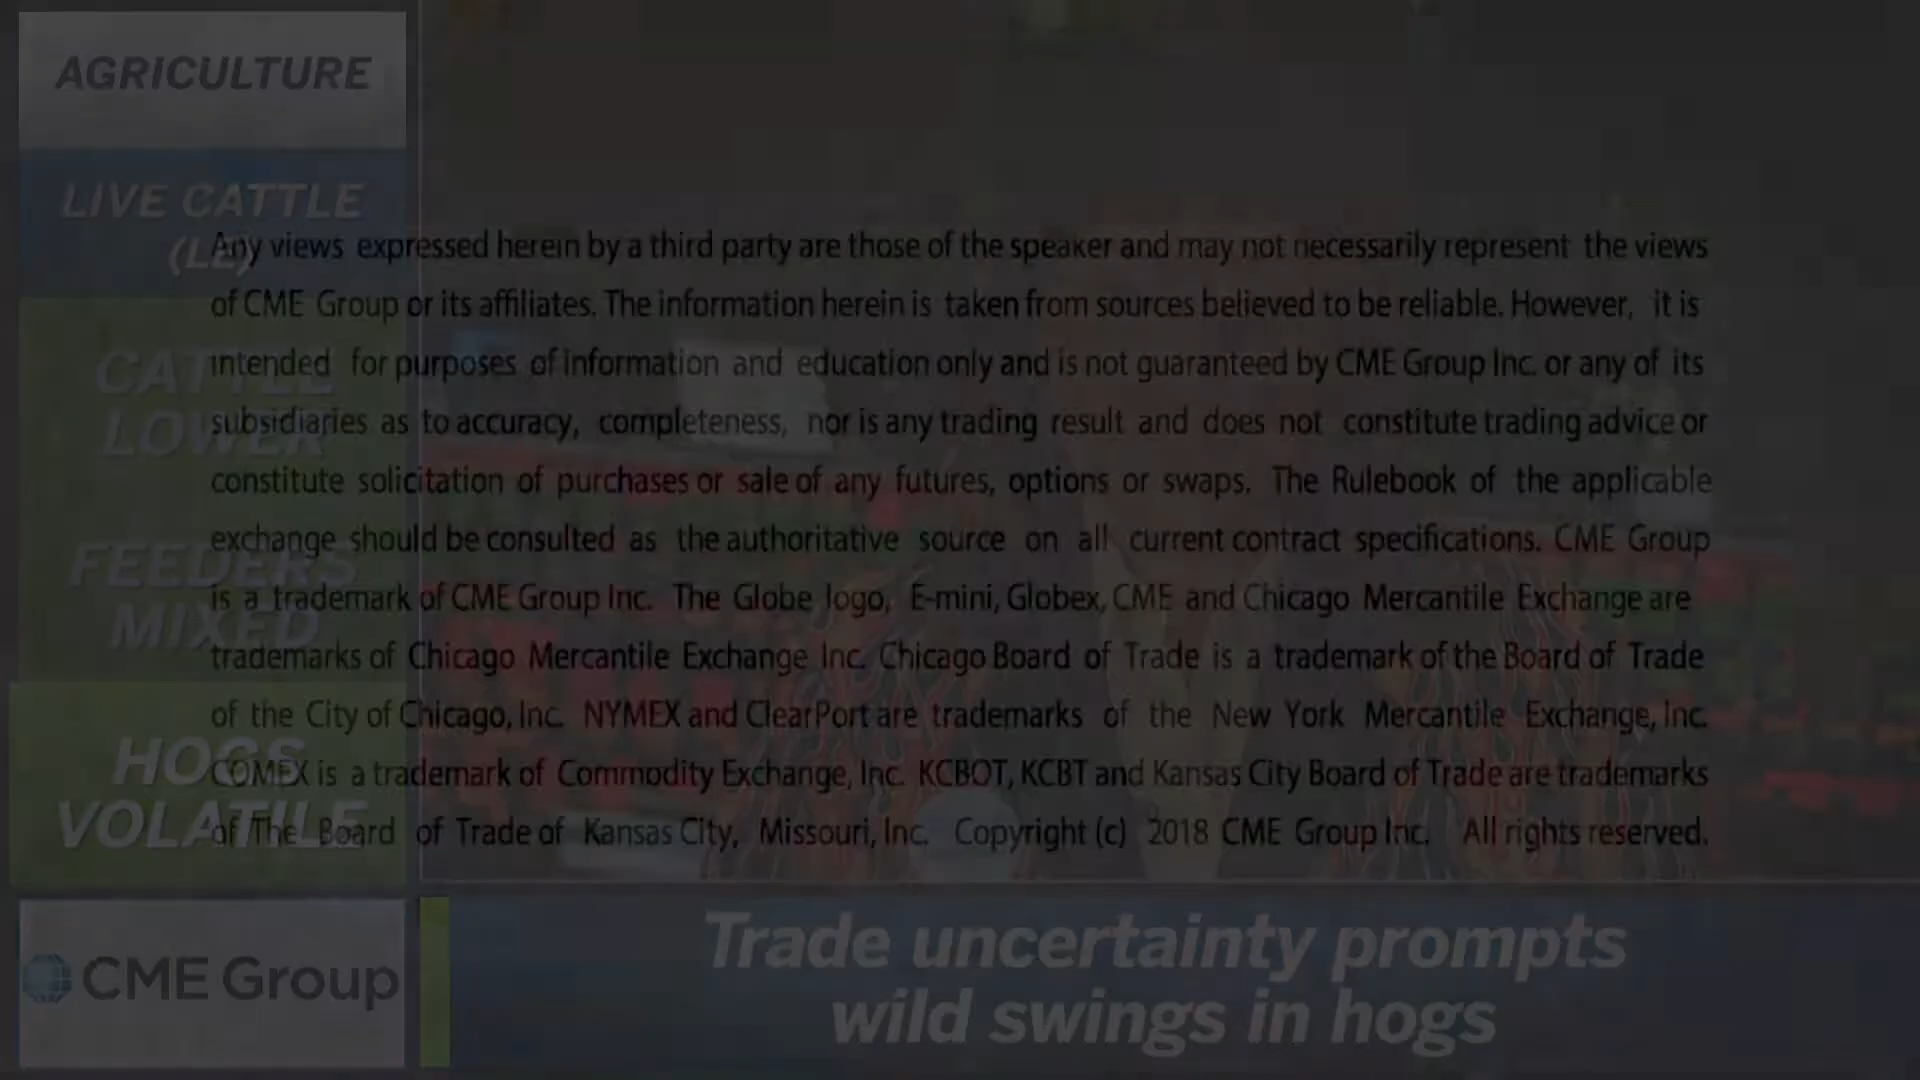 AGRICULTURE
LIVE CATTLE
(LE)
CATTLE
LOWER
FEEDERS
MIXED
HOGS
VOLATILE
CME Group
Any views expressed herein by a third party are those of the speaker and may not necessarily represent the views
of CME Group or its affiliates. The information herein is taken from sources believed to be reliable. However, it is
intended for purposes of information and education only and is not guaranteed by CME Group Inc. or any of its
subsidiaries as to accuracy, completeness, nor is any trading result and does not constitute trading advice or
constitute solicitation of purchases or sale of any futures, options or swaps. The Rulebook of the applicable
exchange should be consulted as the authoritative source on all current contract specifications. CME Group
is a trademark of CME Group Inc. The Globe logo, E-mini, Globex, CME and Chicago Mercantile Exchange are
trademarks of Chicago Mercantile Exchange Inc. Chicago Board of Trade is a trademark of the Board of Trade
of the City of Chicago, Inc. NYMEX and ClearPort are trademarks of the New York Mercantile Exchange, Inc.
COMEX is a trademark of Commodity Exchange, Inc. KCBOT, KCBT and Kansas City Board of Trade are trademarks
of The Board of Trade of Kansas City, Missouri, Inc. Copyright (c) 2018 CME Group Inc. All rights reserved.
Trade uncertainty prompts
wild swings in hogs